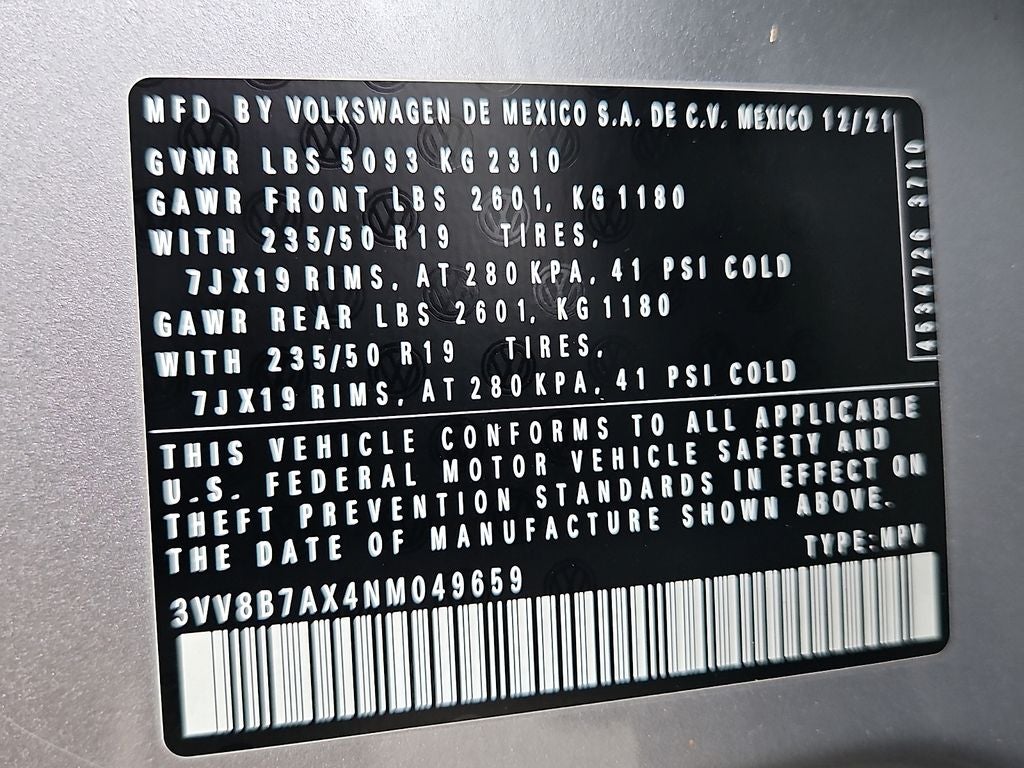 MFD BY VOLKSWAGEN DE MEXICO S.A. DE C.V. MEXICO 12/21
GVWR LBS 5093 KG 2310
GAWR FRONT LBS 2601, KG 1180
WITH 235/50 R19 TIRES,
7JX19 RIMS, AT 280 KPA, 41 PSI COLD
GAWR REAR LBS 2601, KG 1180
WITH 235/50 R19 TIRES,
7JX19 RIMS, AT 280 KPA, 41 PSI COLD
THIS VEHICLE CONFORMS TO ALL APPLICABLE
U.S. FEDERAL MOTOR VEHICLE SAFETY AND
THEFT PREVENTION STANDARDS IN EFFECT ON
THE DATE OF MANUFACTURE SHOWN ABOVE.
TYPE:MPV
3VV8B7AX4NM049659